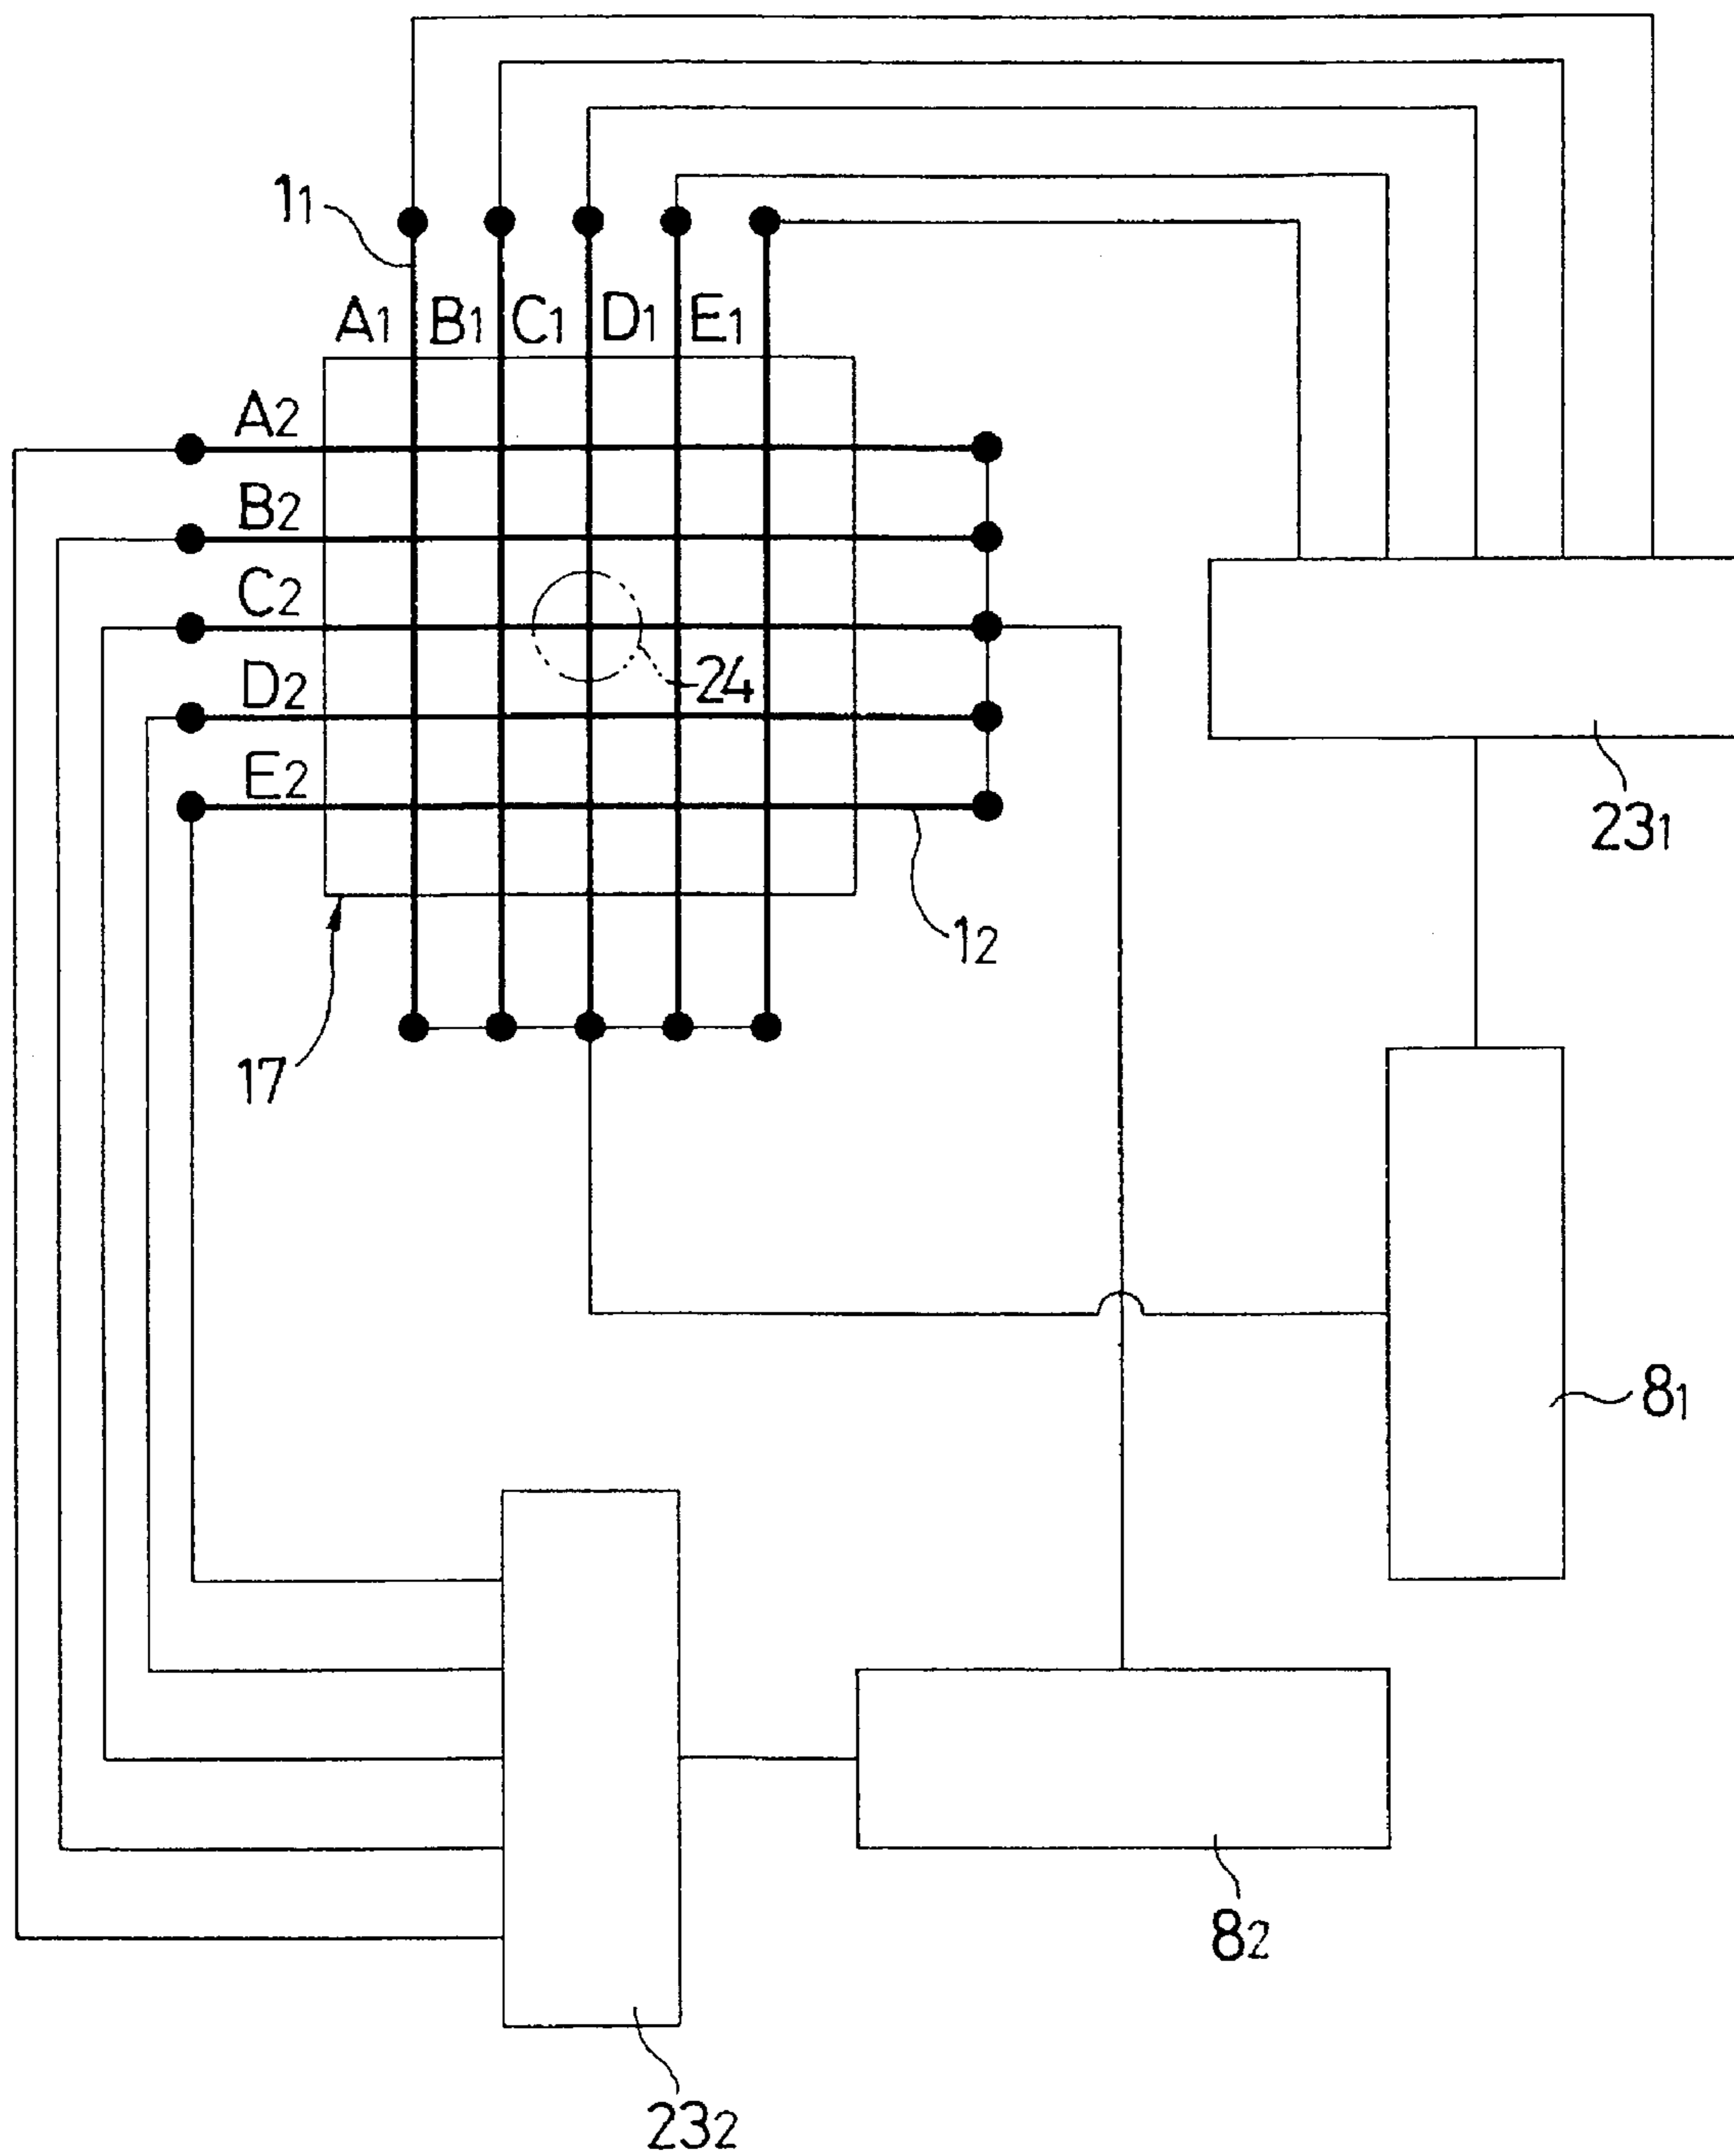 1₁
A₁ B₁ C₁ D₁ E₁
A₂
B₂
C₂
24
D₂
E₂
23₁
1₂
17
8₁
8₂
23₂